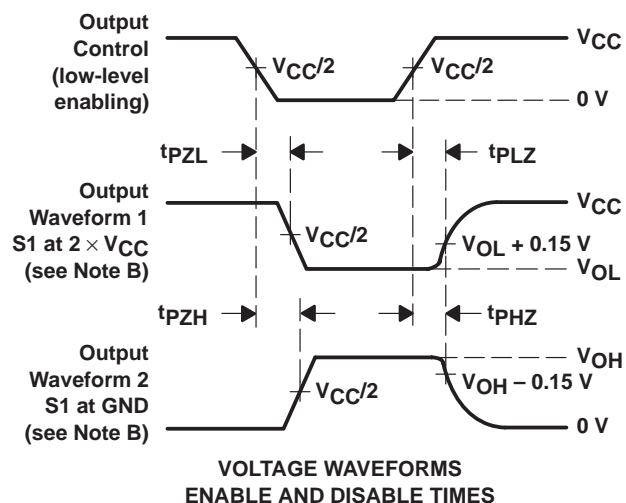 Output
Control
(low-level
enabling)
VCC/2
VCC/2
VCC
0 V
tPZL
tPLZ
Output
Waveform 1
S1 at 2 × VCC
(see Note B)
VCC/2
VCC
VOL + 0.15 V
VOL
tPZH
tPHZ
Output
Waveform 2
S1 at GND
(see Note B)
VCC/2
VOH
VOH – 0.15 V
0 V
VOLTAGE WAVEFORMS
ENABLE AND DISABLE TIMES